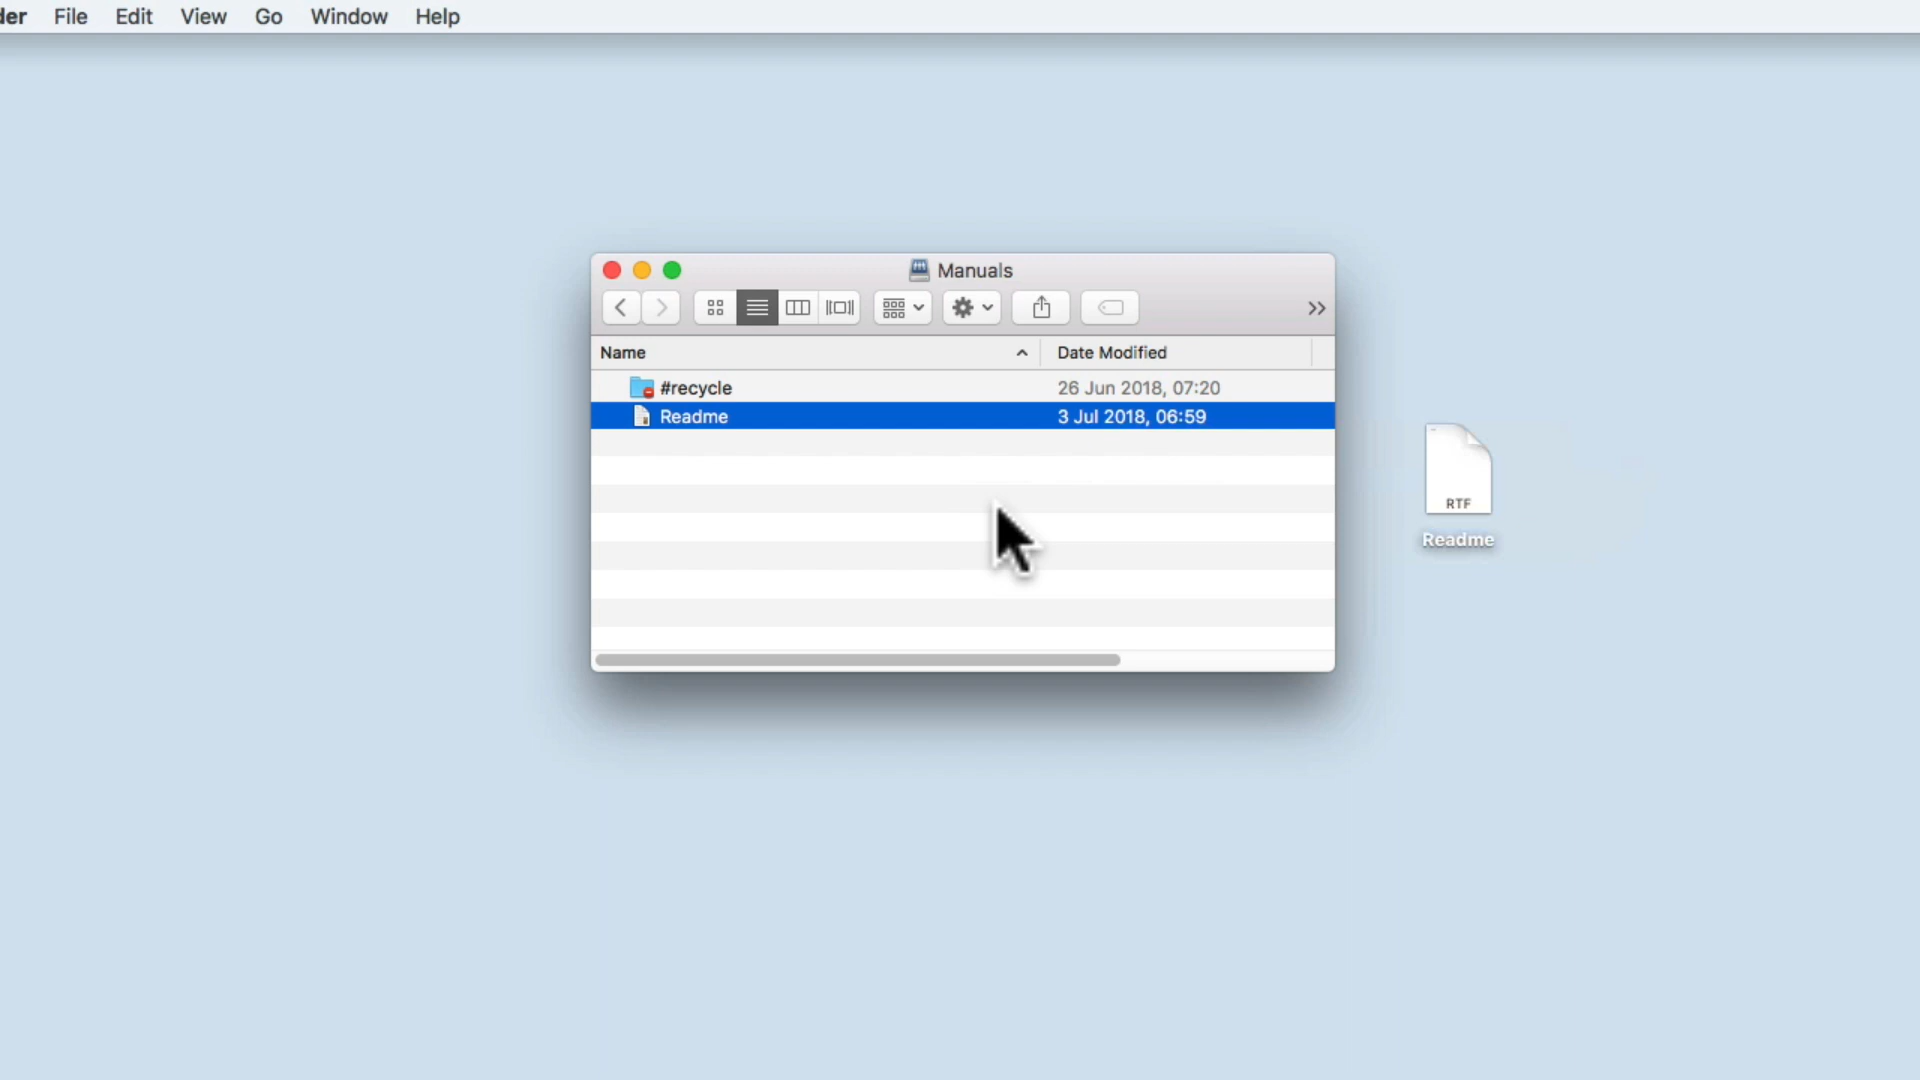 der File Edit View Go Window Help
Manuals
Name Date Modified
#recycle 26 Jun 2018, 07:20
Readme 3 Jul 2018, 06:59
RTF
Readme